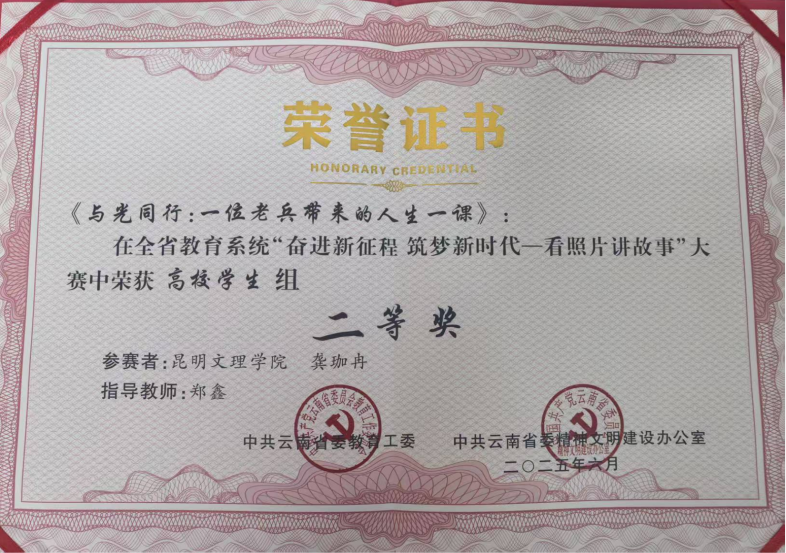 荣誉证书
HONORARY CREDENTIAL
《与光同行：一位老兵带来的人生一课》：
在全省教育系统“奋进新征程 筑梦新时代—看照片讲故事”大
赛中荣获 高校学生 组
二等奖
参赛者：昆明文理学院 龚珈冉
指导教师：郑鑫
中共云南省委教育工委 中共云南省委精神文明建设办公室
二〇二五年六月